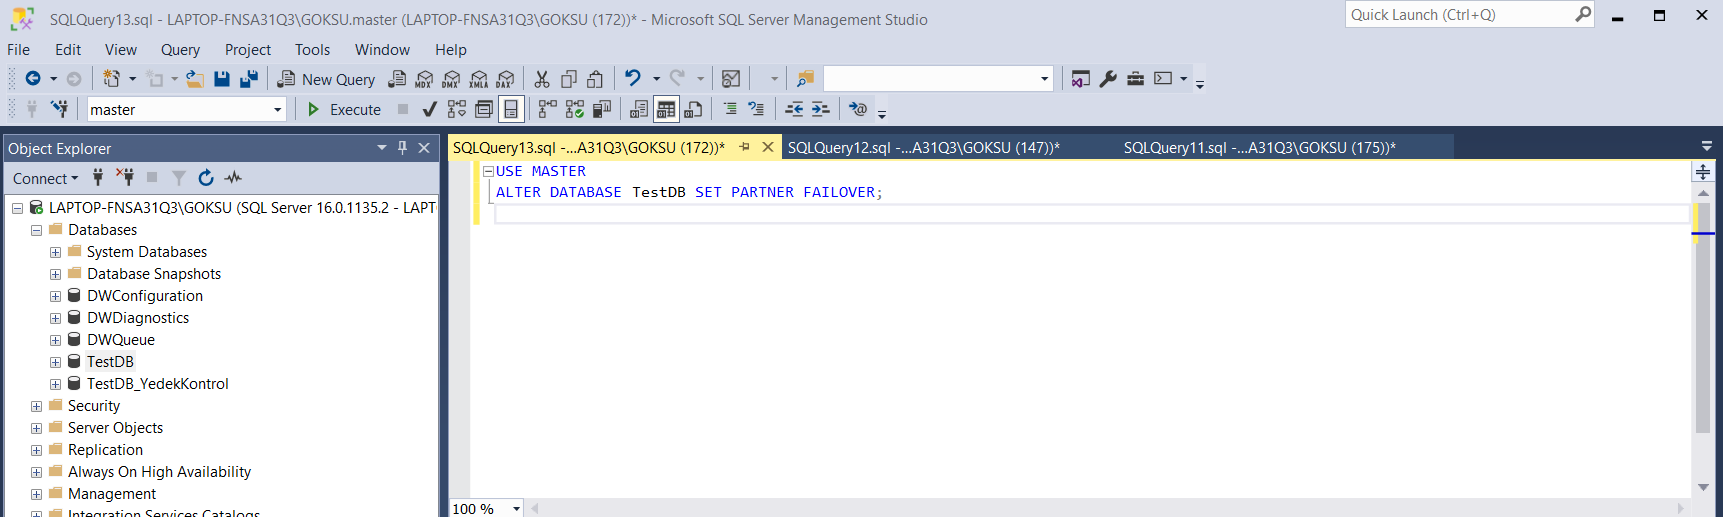 SQLQuery13.sql - LAPTOP-FNSA31Q3\GOKSU.master (LAPTOP-FNSA31Q3\GOKSU (172))* - Microsoft SQL Server Management Studio
Quick Launch (Ctrl+Q)
File Edit View Query Project Tools Window Help
New Query MDX DMX XMLA DAX
master Execute
Object Explorer
Connect
LAPTOP-FNSA31Q3\GOKSU (SQL Server 16.0.1135.2 - LAPT
Databases
System Databases
Database Snapshots
DWConfiguration
DWDiagnostics
DWQueue
TestDB
TestDB_YedekKontrol
Security
Server Objects
Replication
Always On High Availability
Management
Integration Services Catalogs
SQLQuery13.sql -...A31Q3\GOKSU (172))* SQLQuery12.sql -...A31Q3\GOKSU (147))* SQLQuery11.sql -...A31Q3\GOKSU (175))*
USE MASTER
ALTER DATABASE TestDB SET PARTNER FAILOVER;
100 %